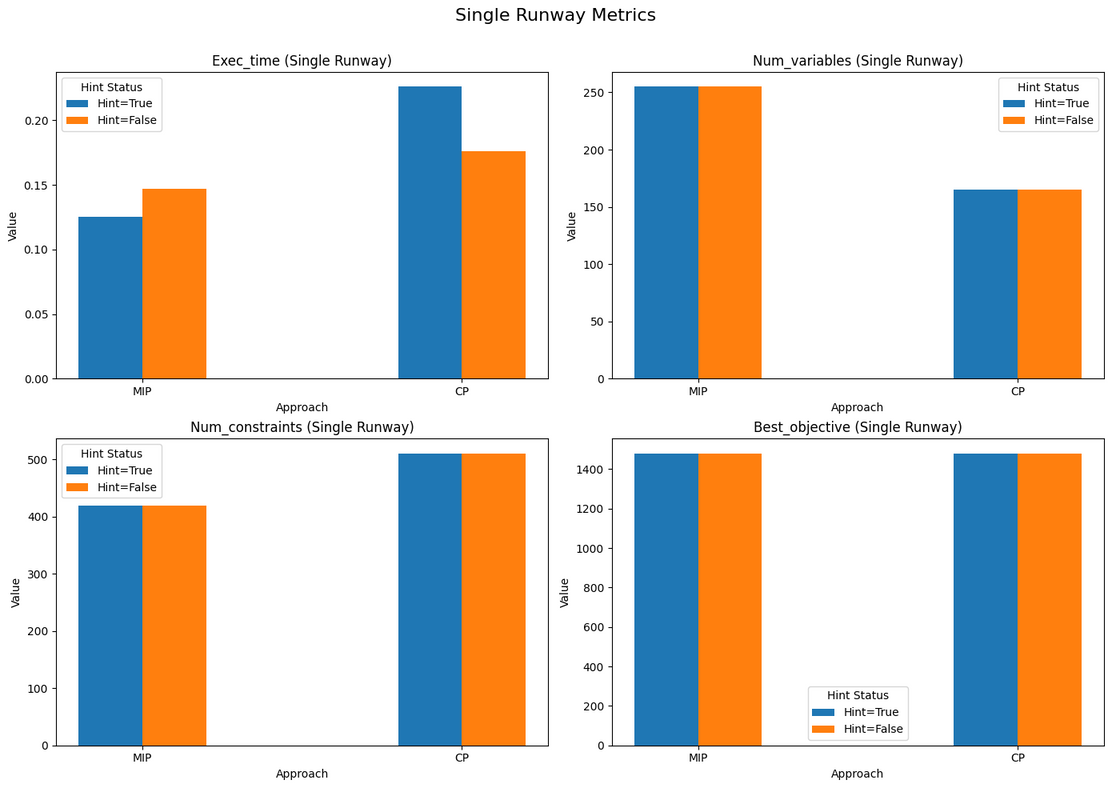 Single Runway Metrics
Exec_time (Single Runway)
Hint Status
Hint=True
Hint=False
Value
0.20
0.15
0.10
0.05
0.00
MIP
CP
Approach
Num_variables (Single Runway)
Hint Status
Hint=True
Hint=False
Value
250
200
150
100
50
0
MIP
CP
Approach
Num_constraints (Single Runway)
Hint Status
Hint=True
Hint=False
Value
500
400
300
200
100
0
MIP
CP
Approach
Best_objective (Single Runway)
Value
1400
1200
1000
800
600
400
200
0
Hint Status
Hint=True
Hint=False
MIP
CP
Approach